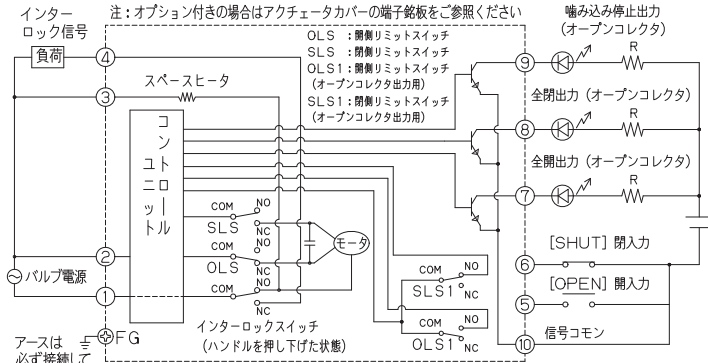 注：オプション付きの場合はアクチェータカバーの端子銘板をご参照ください
インター
ロック信号
負荷
④
③
スペースヒータ
OLS ：開側リミットスイッチ
SLS ：閉側リミットスイッチ
OLS1：開側リミットスイッチ
(オープンコレクタ出力用)
SLS1：閉側リミットスイッチ
(オープンコレクタ出力用)
噛み込み停止出力
(オープンコレクタ)
⑨
R
全閉出力 (オープンコレクタ)
⑧
R
全開出力 (オープンコレクタ)
⑦
R
コントロール
ユニット
COM
NO
SLS
NC
COM
NO
OLS
NC
モータ
②
バルブ電源
①
COM
NO
NC
インターロックスイッチ
(ハンドルを押し下げた状態)
COM
NO
SLS1
NC
COM
NO
OLS1
NC
[SHUT] 閉入力
⑥
[OPEN] 開入力
⑤
信号コモン
⑩
FG
アースは
必ず接続して